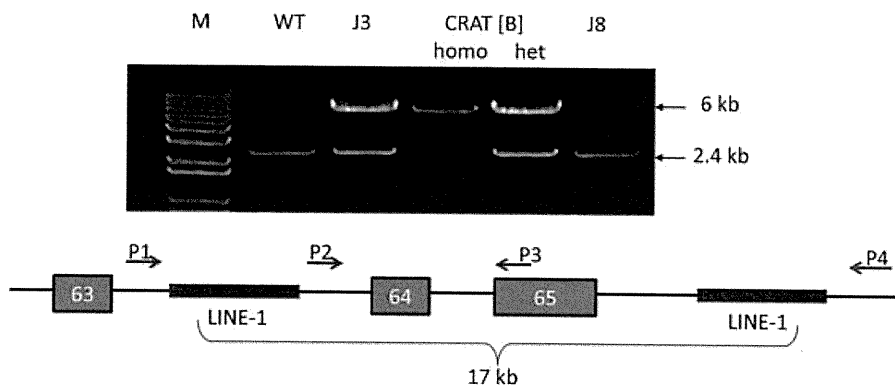 M WT J3 CRAT [B] J8
homo het
6 kb
2.4 kb
P1 P2 P3 P4
63 64 65
LINE-1 LINE-1
17 kb